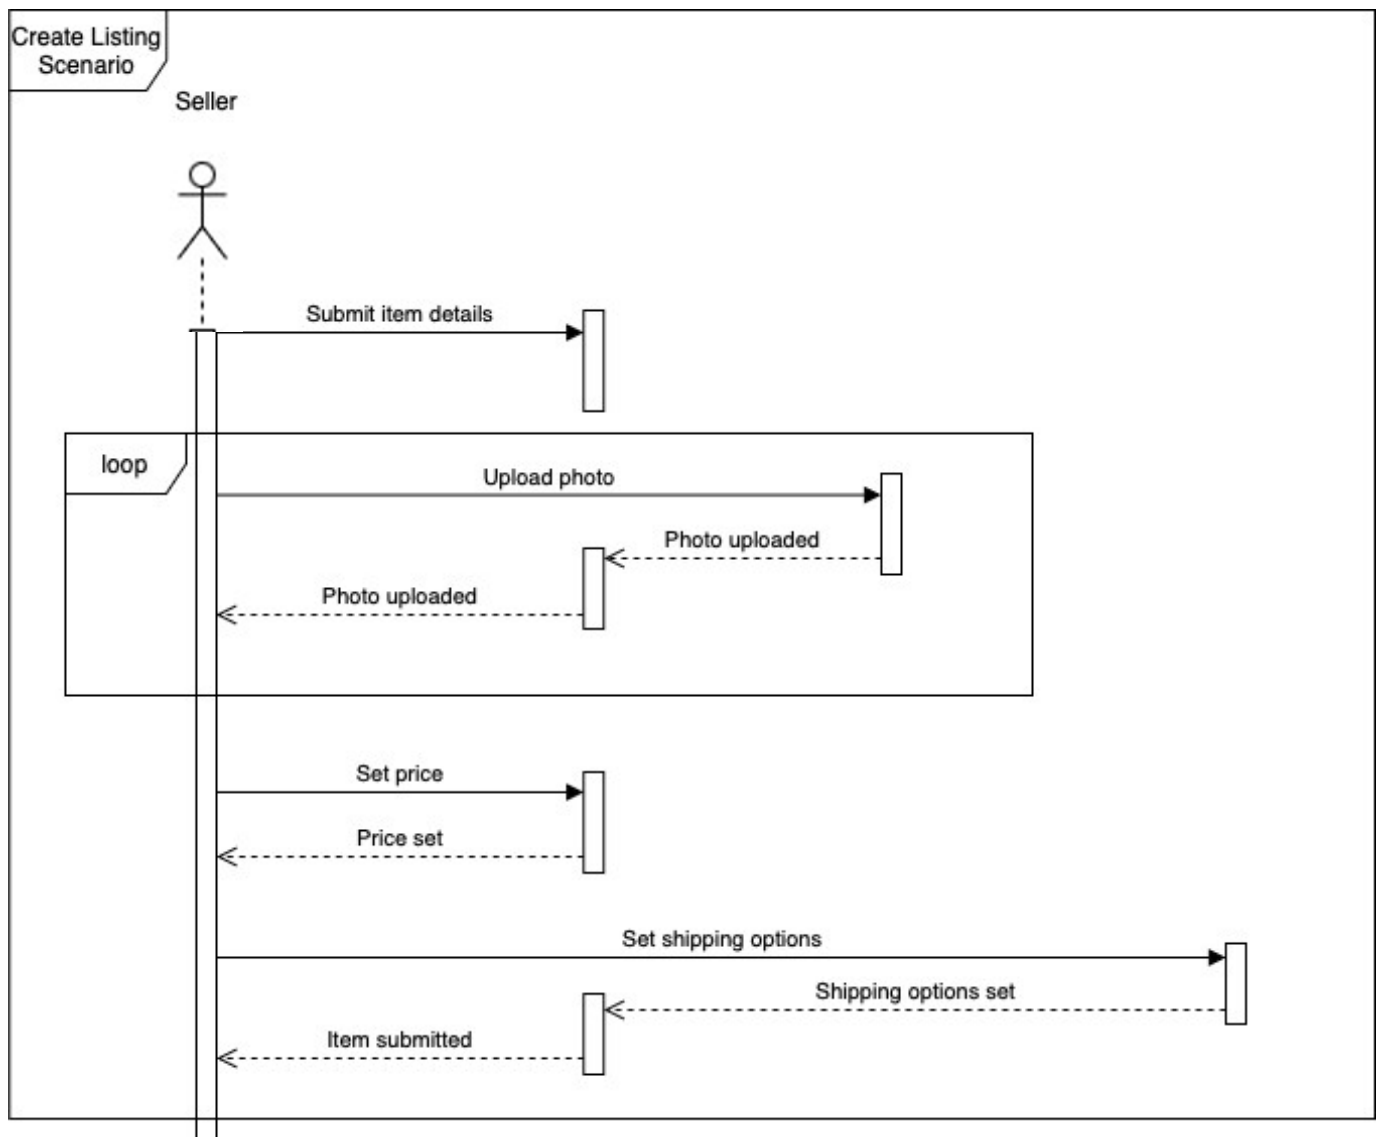 Create Listing
Scenario
Seller
Submit item details
loop
Upload photo
Photo uploaded
Photo uploaded
Set price
Price set
Set shipping options
Shipping options set
Item submitted